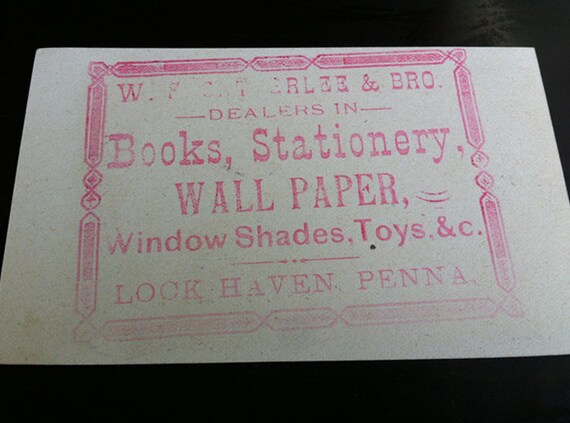 W. & BRO.
DEALERS IN
Books, Stationery,
WALL PAPER,
Window Shades, Toys, &c.
LOCK HAVEN, PENNA.